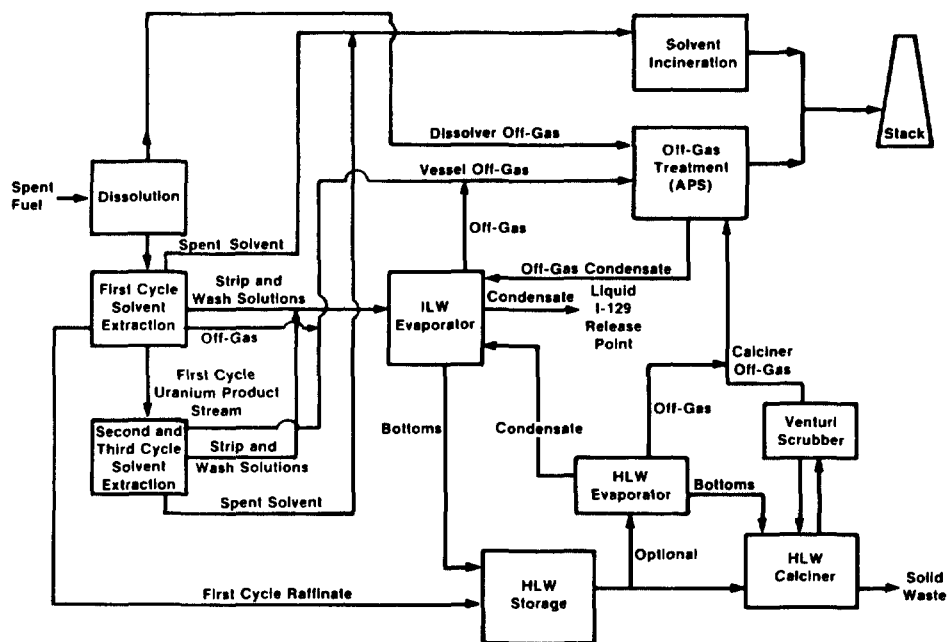 Solvent
Incineration
Stack
Dissolver Off-Gas
Off-Gas
Treatment
(APS)
Vessel Off-Gas
Spent
Fuel
Dissolution
Off-Gas
Spent Solvent
Off-Gas Condensate
Strip and
Wash Solutions
First Cycle
Solvent
Extraction
ILW
Evaporator
Condensate
Liquid
I-129
Release
Point
Off-Gas
Calciner
Off-Gas
First Cycle
Uranium Product
Stream
Second and
Third Cycle
Solvent
Extraction
Strip and
Wash Solutions
Bottoms
Condensate
Off-Gas
Venturi
Scrubber
HLW
Evaporator
Bottoms
Spent Solvent
Optional
HLW
Calciner
First Cycle Raffinate
HLW
Storage
Solid
Waste